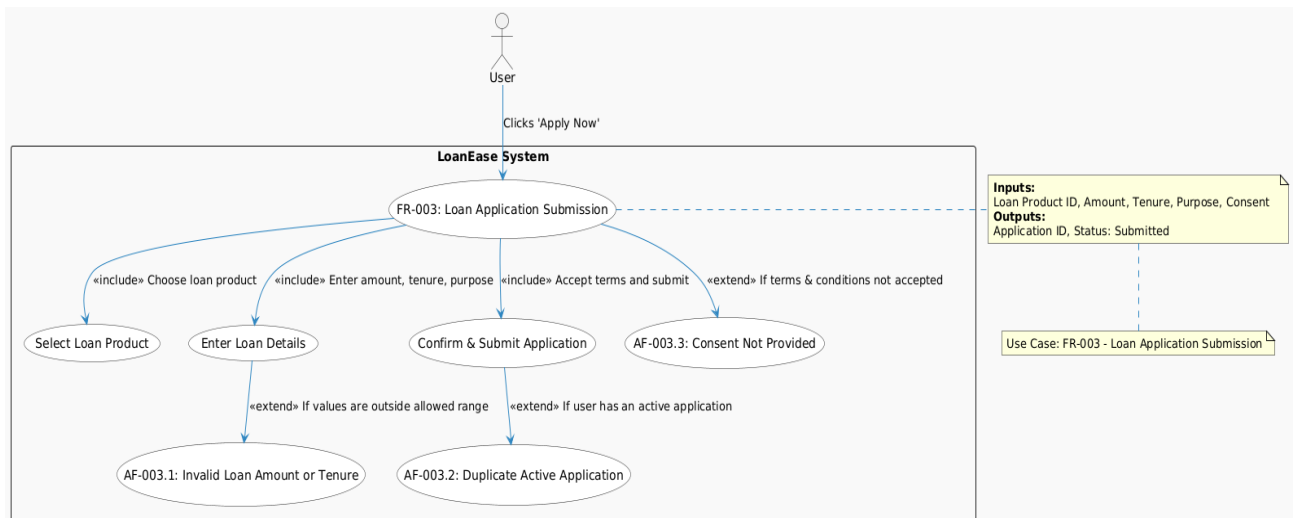 User
Clicks 'Apply Now'
LoanEase System
FR-003: Loan Application Submission
Inputs:
Loan Product ID, Amount, Tenure, Purpose, Consent
Outputs:
Application ID, Status: Submitted
«include» Choose loan product
«include» Enter amount, tenure, purpose
«include» Accept terms and submit
«extend» If terms & conditions not accepted
Select Loan Product
Enter Loan Details
Confirm & Submit Application
AF-003.3: Consent Not Provided
Use Case: FR-003 - Loan Application Submission
«extend» If values are outside allowed range
«extend» If user has an active application
AF-003.1: Invalid Loan Amount or Tenure
AF-003.2: Duplicate Active Application